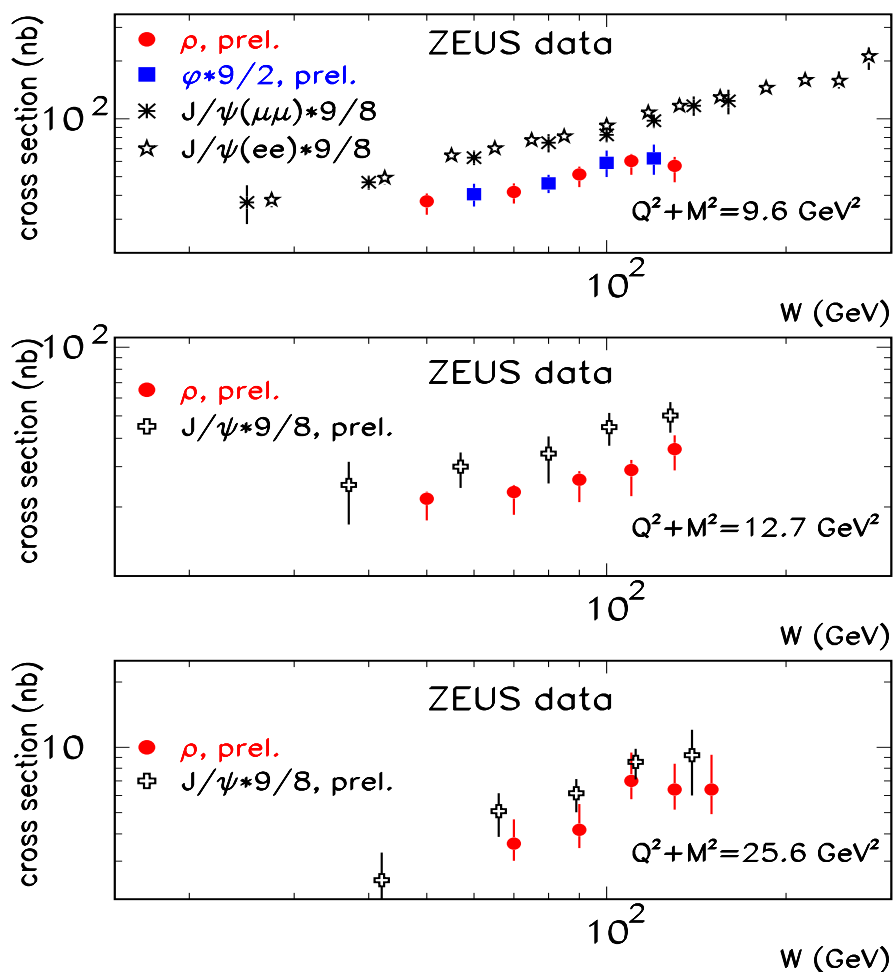 cross section (nb)
10²
ZEUS data
ρ, prel.
φ*9/2, prel.
J/ψ(μμ)*9/8
J/ψ(ee)*9/8
Q²+M²=9.6 GeV²
10²
W (GeV)
cross section (nb)
10²
ZEUS data
ρ, prel.
J/ψ*9/8, prel.
Q²+M²=12.7 GeV²
10²
W (GeV)
cross section (nb)
10
ZEUS data
ρ, prel.
J/ψ*9/8, prel.
Q²+M²=25.6 GeV²
10²
W (GeV)